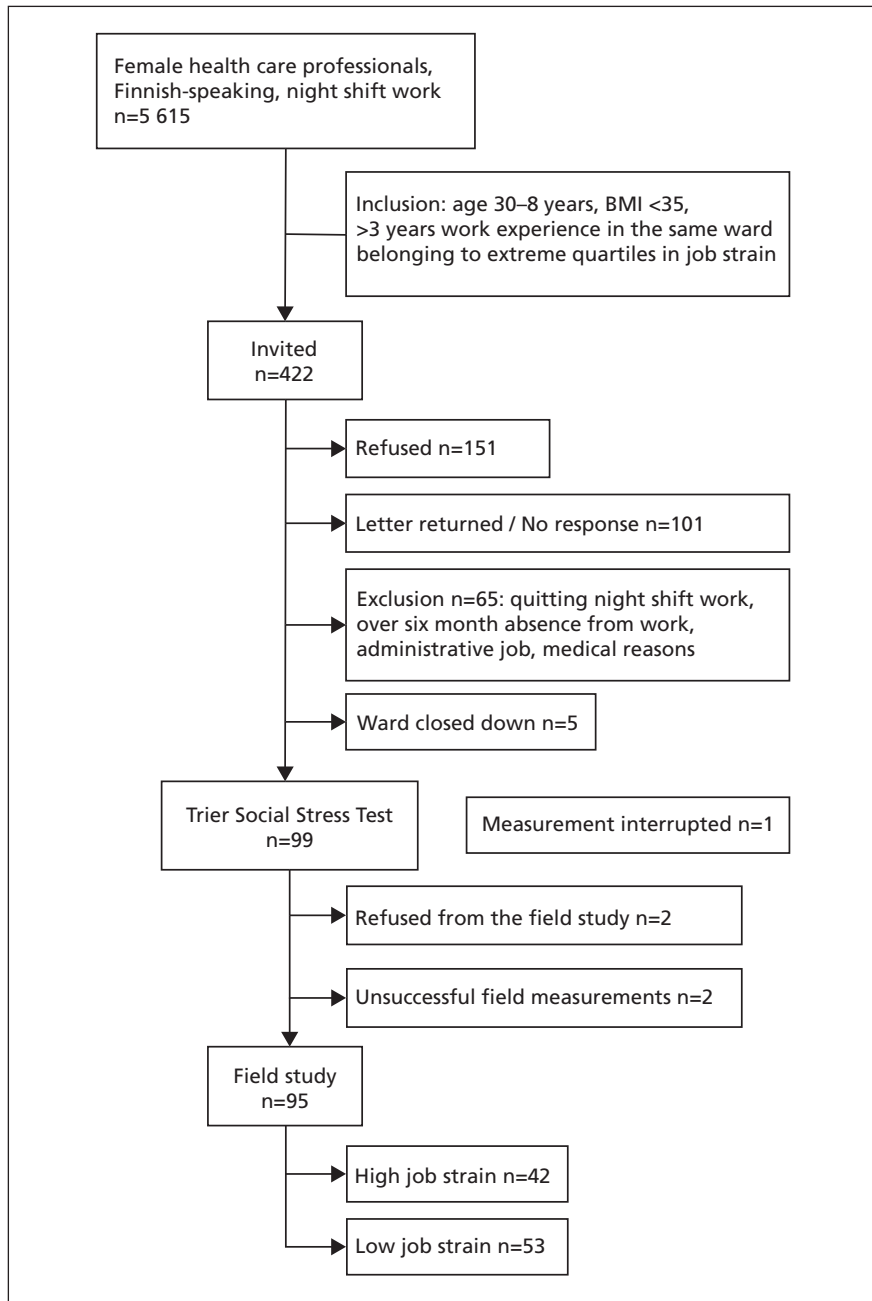 Female health care professionals,
Finnish-speaking, night shift work
n=5 615
Inclusion: age 30–8 years, BMI <35,
>3 years work experience in the same ward
belonging to extreme quartiles in job strain
Invited
n=422
Refused n=151
Letter returned / No response n=101
Exclusion n=65: quitting night shift work,
over six month absence from work,
administrative job, medical reasons
Ward closed down n=5
Trier Social Stress Test
n=99
Measurement interrupted n=1
Refused from the field study n=2
Unsuccessful field measurements n=2
Field study
n=95
High job strain n=42
Low job strain n=53